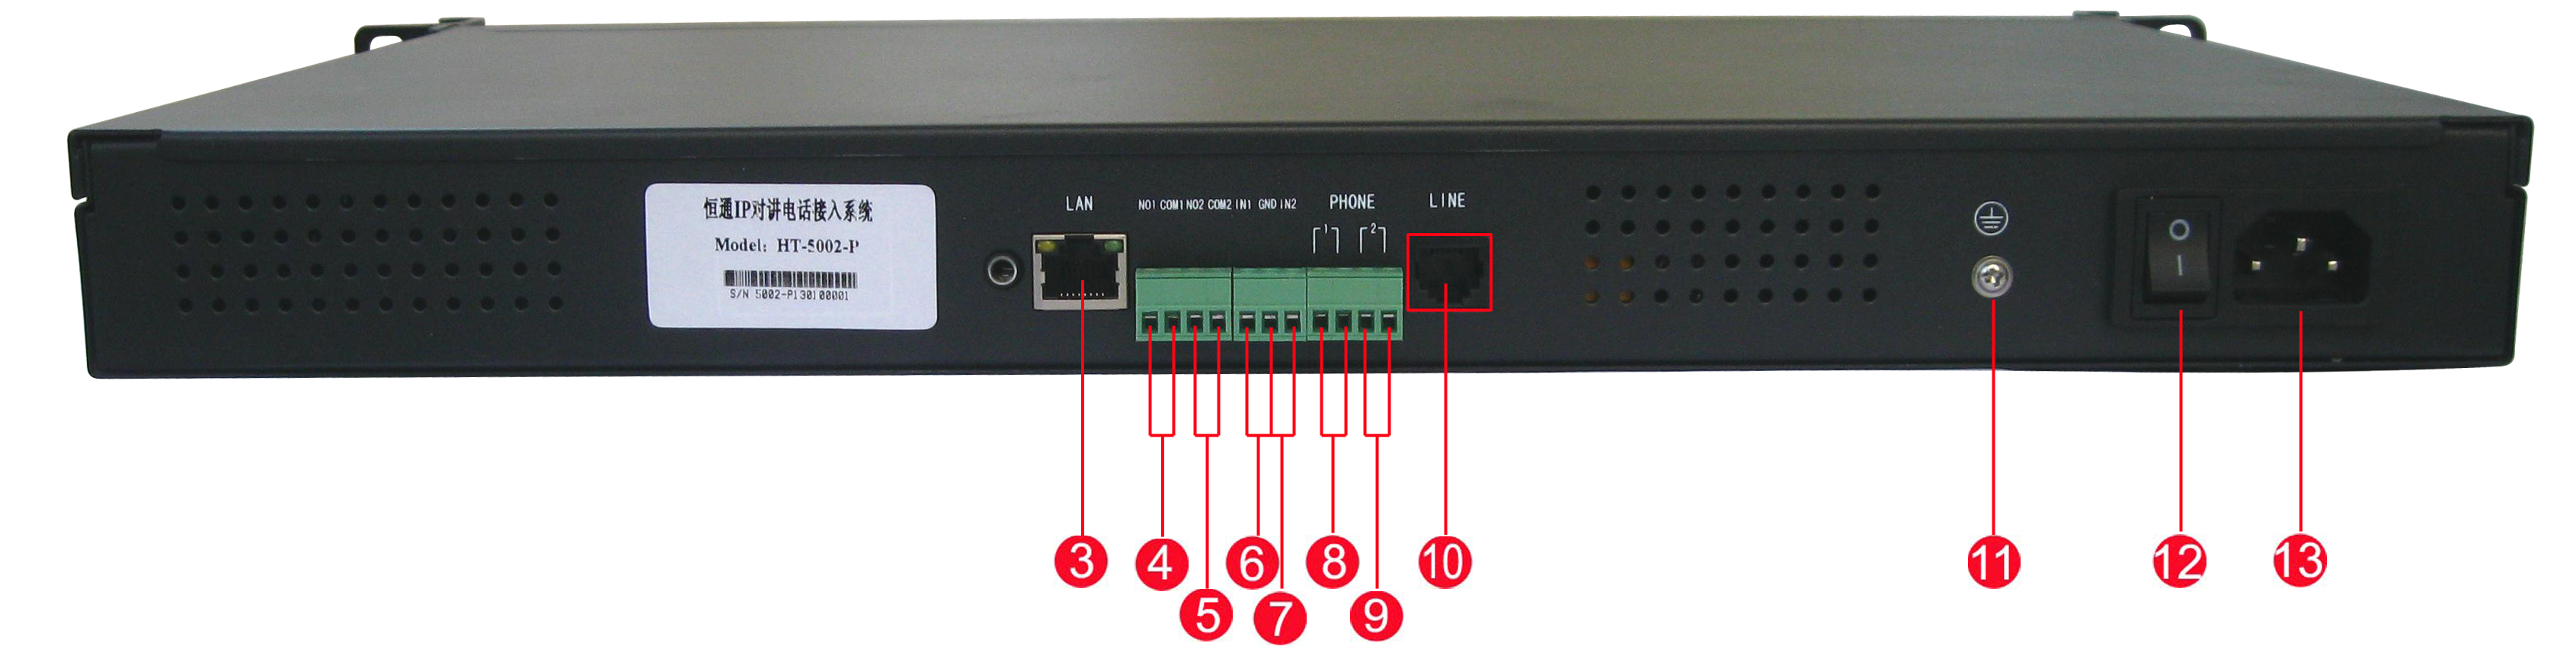 恒通IP对讲电话接入系统
Model: HT-5002-P
S/N 5002-P130100001
LAN
NO1 COM1 NO2 COM2 IN1 GND IN2
PHONE
1 2
LINE
O
I
3
4
5
6
7
8
9
10
11
12
13